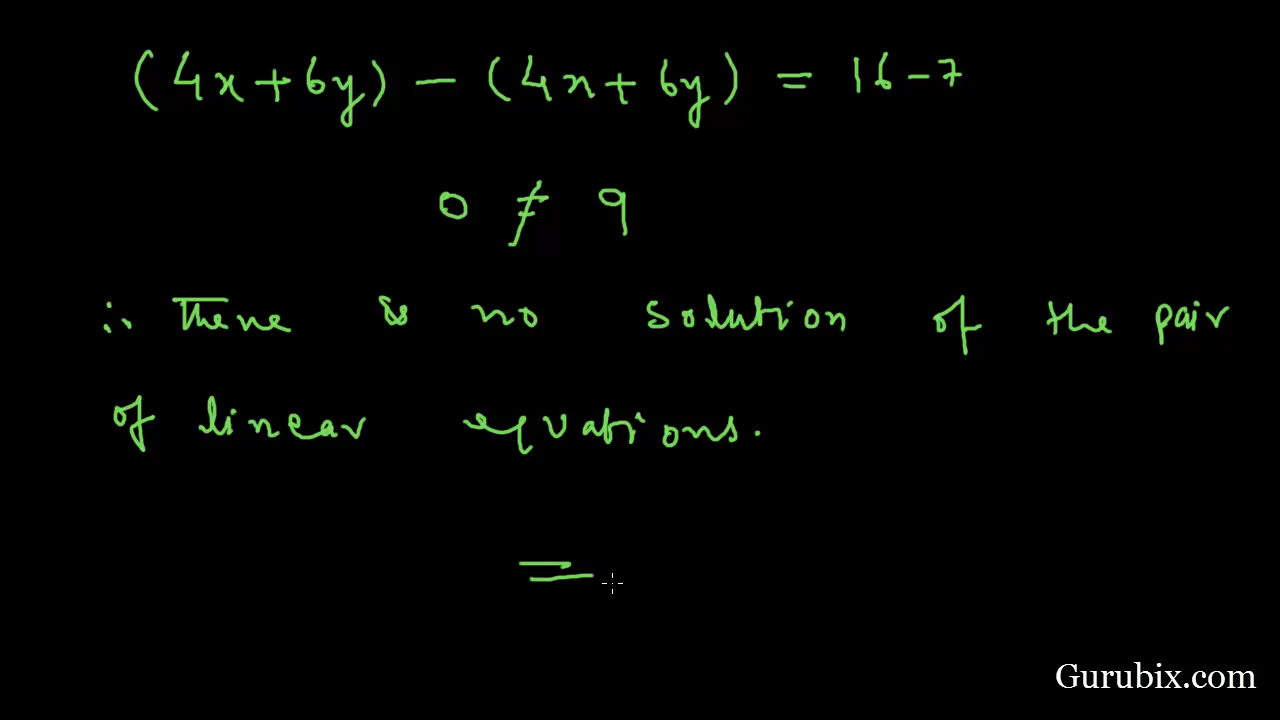 (4x+6y) - (4x+6y) = 16-7
0 ≠ 9
∴ There is no solution of the pair
of linear equations.
Gurubix.com